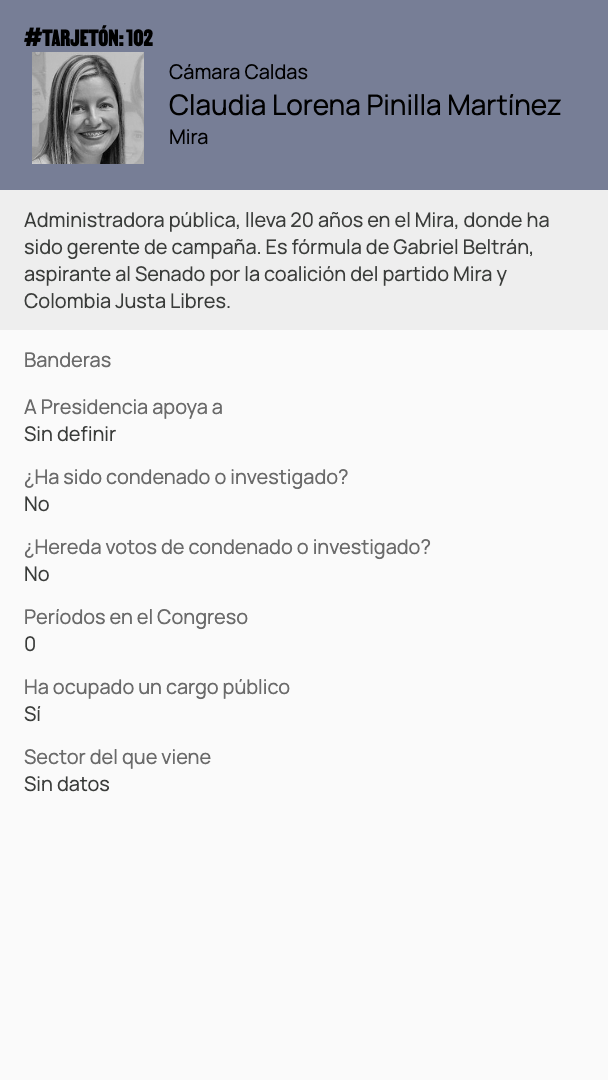 #TARJETÓN: 102
Cámara Caldas
Claudia Lorena Pinilla Martínez
Mira
Administradora pública, lleva 20 años en el Mira, donde ha
sido gerente de campaña. Es fórmula de Gabriel Beltrán,
aspirante al Senado por la coalición del partido Mira y
Colombia Justa Libres.
Banderas
A Presidencia apoya a
Sin definir
¿Ha sido condenado o investigado?
No
¿Hereda votos de condenado o investigado?
No
Períodos en el Congreso
0
Ha ocupado un cargo público
Sí
Sector del que viene
Sin datos